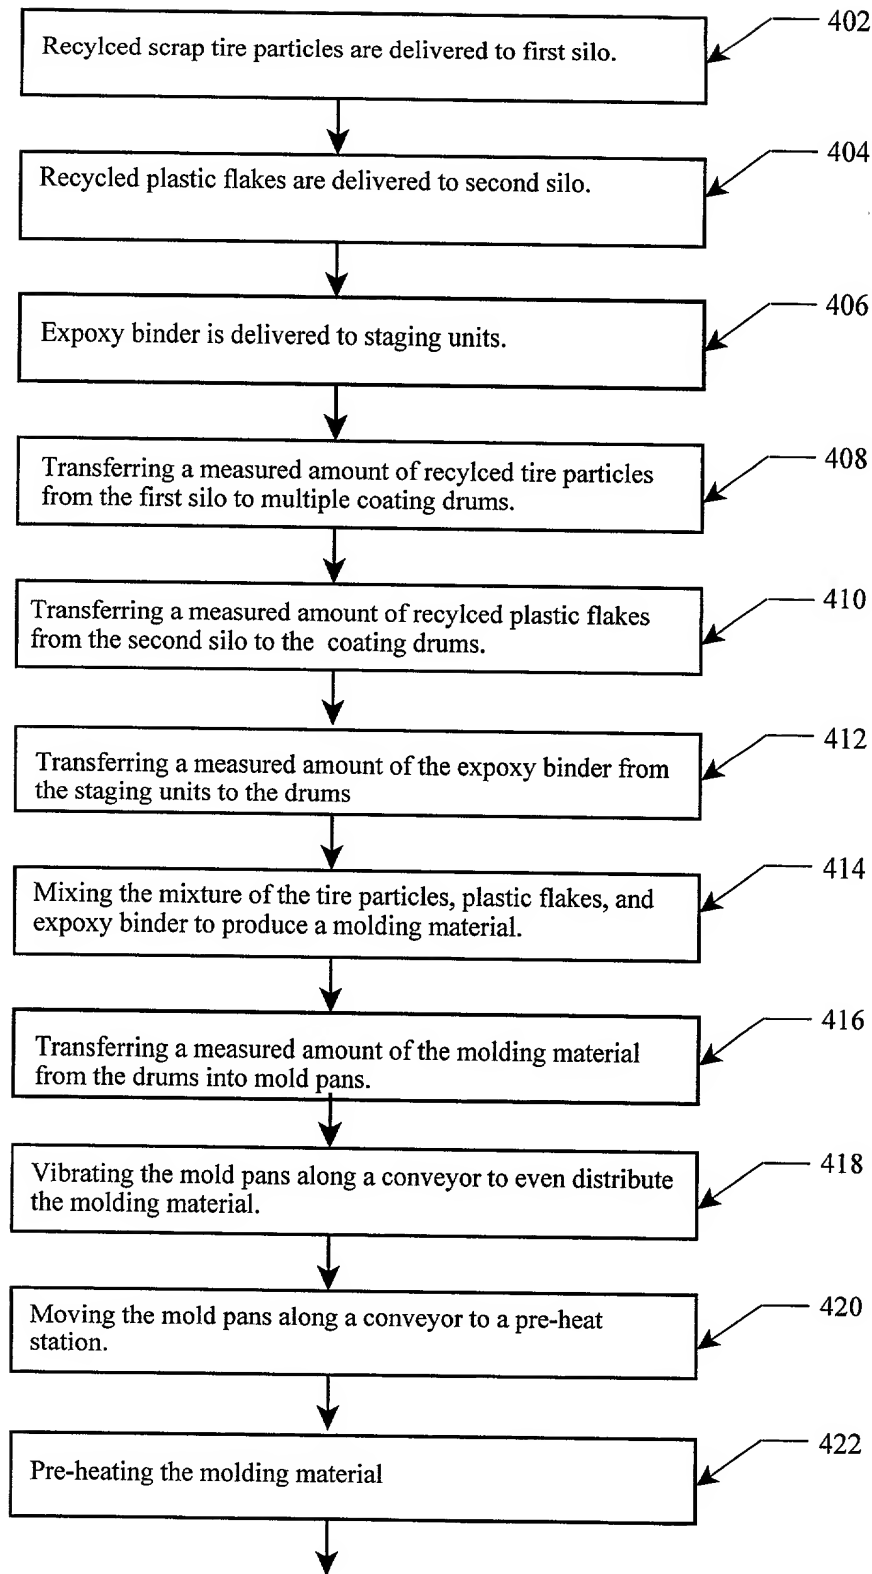 Recylced scrap tire particles are delivered to first silo.
402
Recycled plastic flakes are delivered to second silo.
404
Expoxy binder is delivered to staging units.
406
Transferring a measured amount of recylced tire particles
from the first silo to multiple coating drums.
408
Transferring a measured amount of recylced plastic flakes
from the second silo to the coating drums.
410
Transferring a measured amount of the expoxy binder from
the staging units to the drums
412
Mixing the mixture of the tire particles, plastic flakes, and
expoxy binder to produce a molding material.
414
Transferring a measured amount of the molding material
from the drums into mold pans.
416
Vibrating the mold pans along a conveyor to even distribute
the molding material.
418
Moving the mold pans along a conveyor to a pre-heat
station.
420
Pre-heating the molding material
422